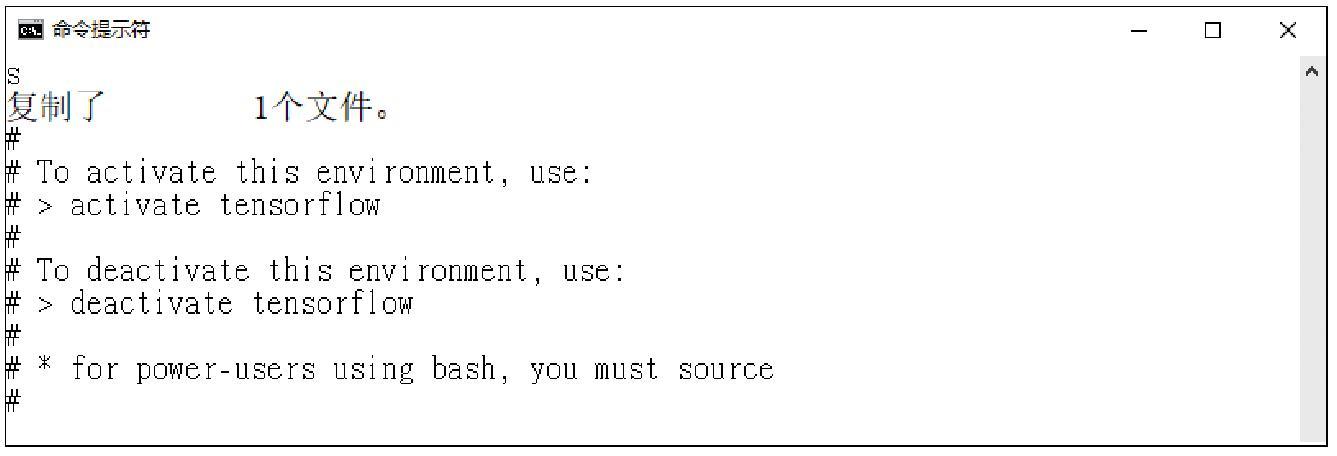 命令提示符
s
复制了         1个文件。
#
# To activate this environment, use:
# > activate tensorflow
#
# To deactivate this environment, use:
# > deactivate tensorflow
#
# * for power-users using bash, you must source
#